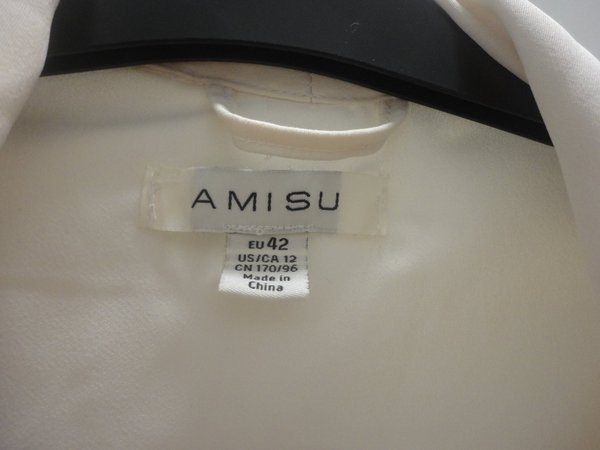 AMISU
EU 42
US/CA 12
CN 170/96
Made in
China